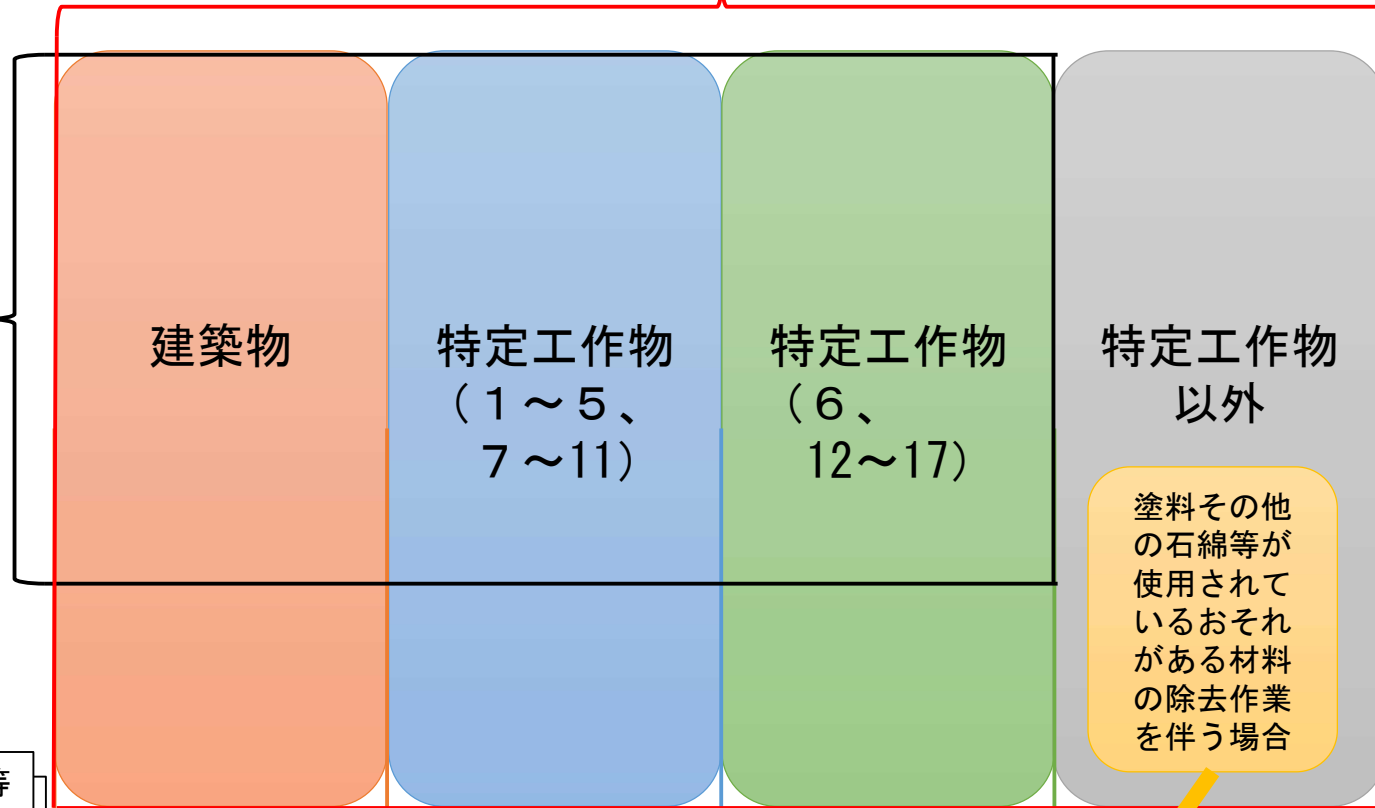 建築物
特定工作物
（１～５、
７～11）
特定工作物
（６、
12～17）
特定工作物
以外
塗料その他
の石綿等が
使用されて
いるおそれ
がある材料
の除去作業
を伴う場合
等